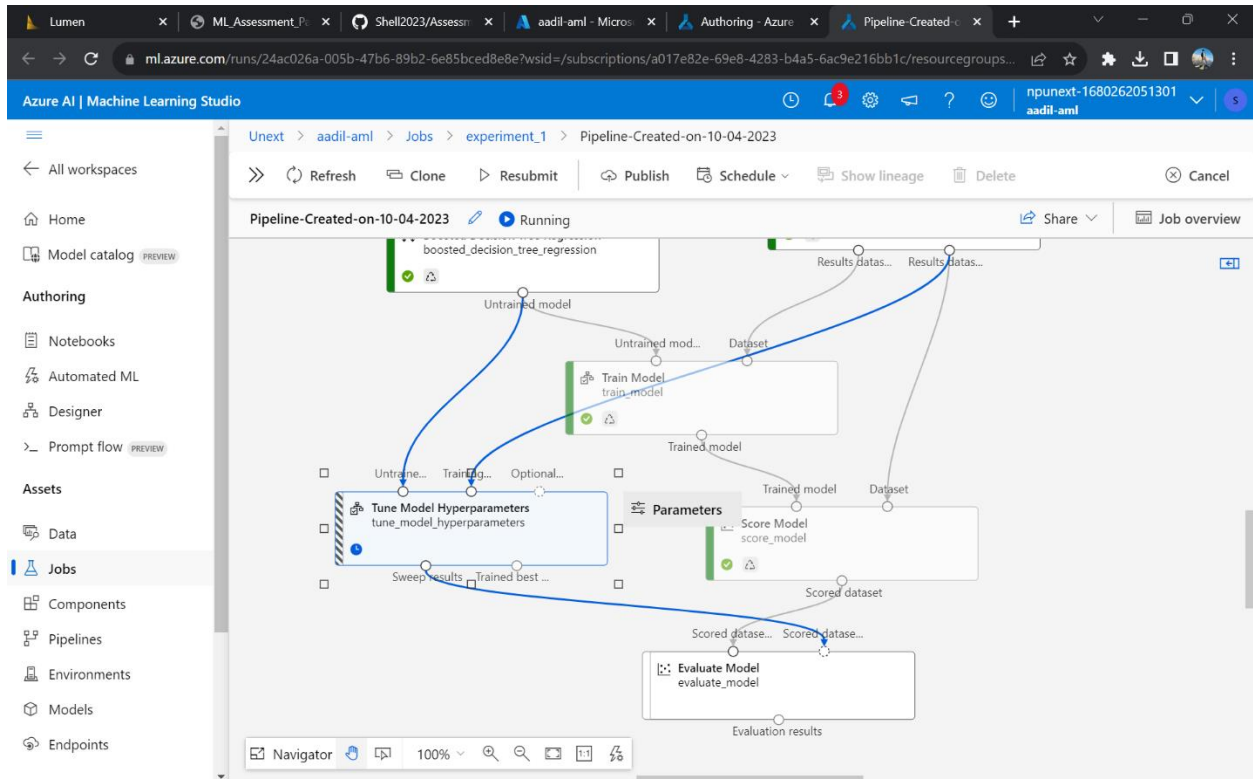 Lumen
ML_Assessment_Pa
Shell2023/Assessm
aadil-aml - Micros
Authoring - Azure
Pipeline-Created-o
ml.azure.com/runs/24ac026a-005b-47b6-89b2-6e85bced8e8e?wsid=/subscriptions/a017e82e-69e8-4283-b4a5-6ac9e216bb1c/resourcegroups...
Azure AI | Machine Learning Studio
3
npunext-1680262051301
aadil-aml
S
All workspaces
Home
Model catalog PREVIEW
Authoring
Notebooks
Automated ML
Designer
Prompt flow PREVIEW
Assets
Data
Jobs
Components
Pipelines
Environments
Models
Endpoints
Unext > aadil-aml > Jobs > experiment_1 > Pipeline-Created-on-10-04-2023
Refresh Clone Resubmit Publish Schedule Show lineage Delete Cancel
Pipeline-Created-on-10-04-2023 Running Share Job overview
Boosted Decision Tree Regression
boosted_decision_tree_regression
Results datas... Results datas...
Untrained model
Untrained mod... Dataset
Train Model
train_model
Trained model
Untraine... Training... Optional...
Tune Model Hyperparameters
tune_model_hyperparameters
Parameters
Trained model Dataset
Score Model
score_model
Sweep results Trained best ...
Scored dataset
Scored datase... Scored datase...
Evaluate Model
evaluate_model
Evaluation results
Navigator 100% 1:1